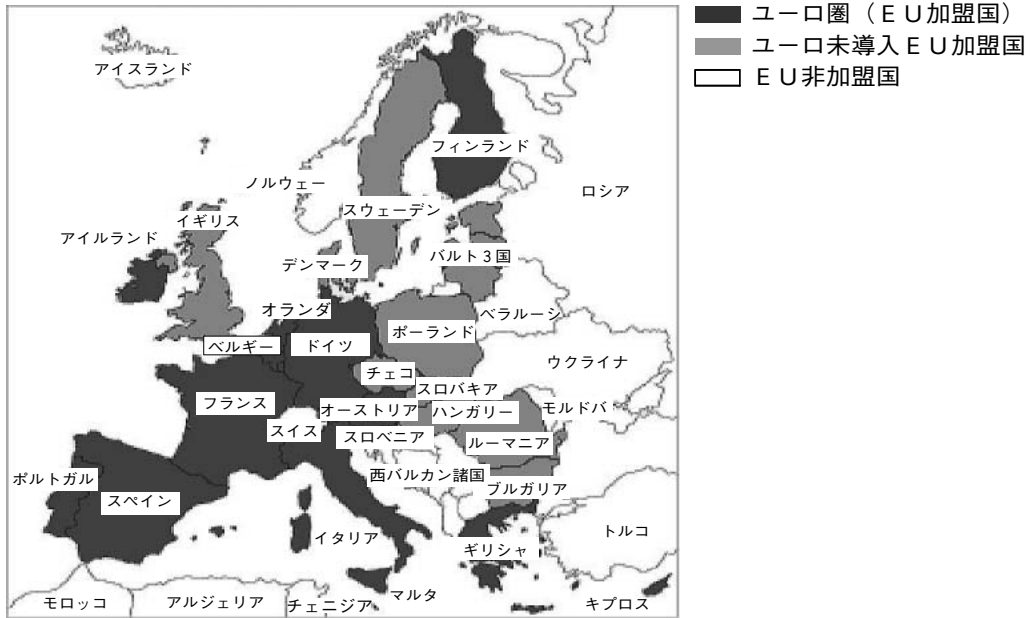 ユーロ圏（ＥＵ加盟国）
ユーロ未導入ＥＵ加盟国
ＥＵ非加盟国
アイスランド
フィンランド
ノルウェー
ロシア
スウェーデン
イギリス
アイルランド
バルト３国
デンマーク
オランダ
ベラルーシ
ポーランド
ベルギー
ドイツ
ウクライナ
チェコ
スロバキア
フランス
オーストリア
ハンガリー
モルドバ
スイス
スロベニア
ルーマニア
西バルカン諸国
ポルトガル
スペイン
ブルガリア
イタリア
トルコ
ギリシャ
マルタ
モロッコ
アルジェリア
チェニジア
キプロス